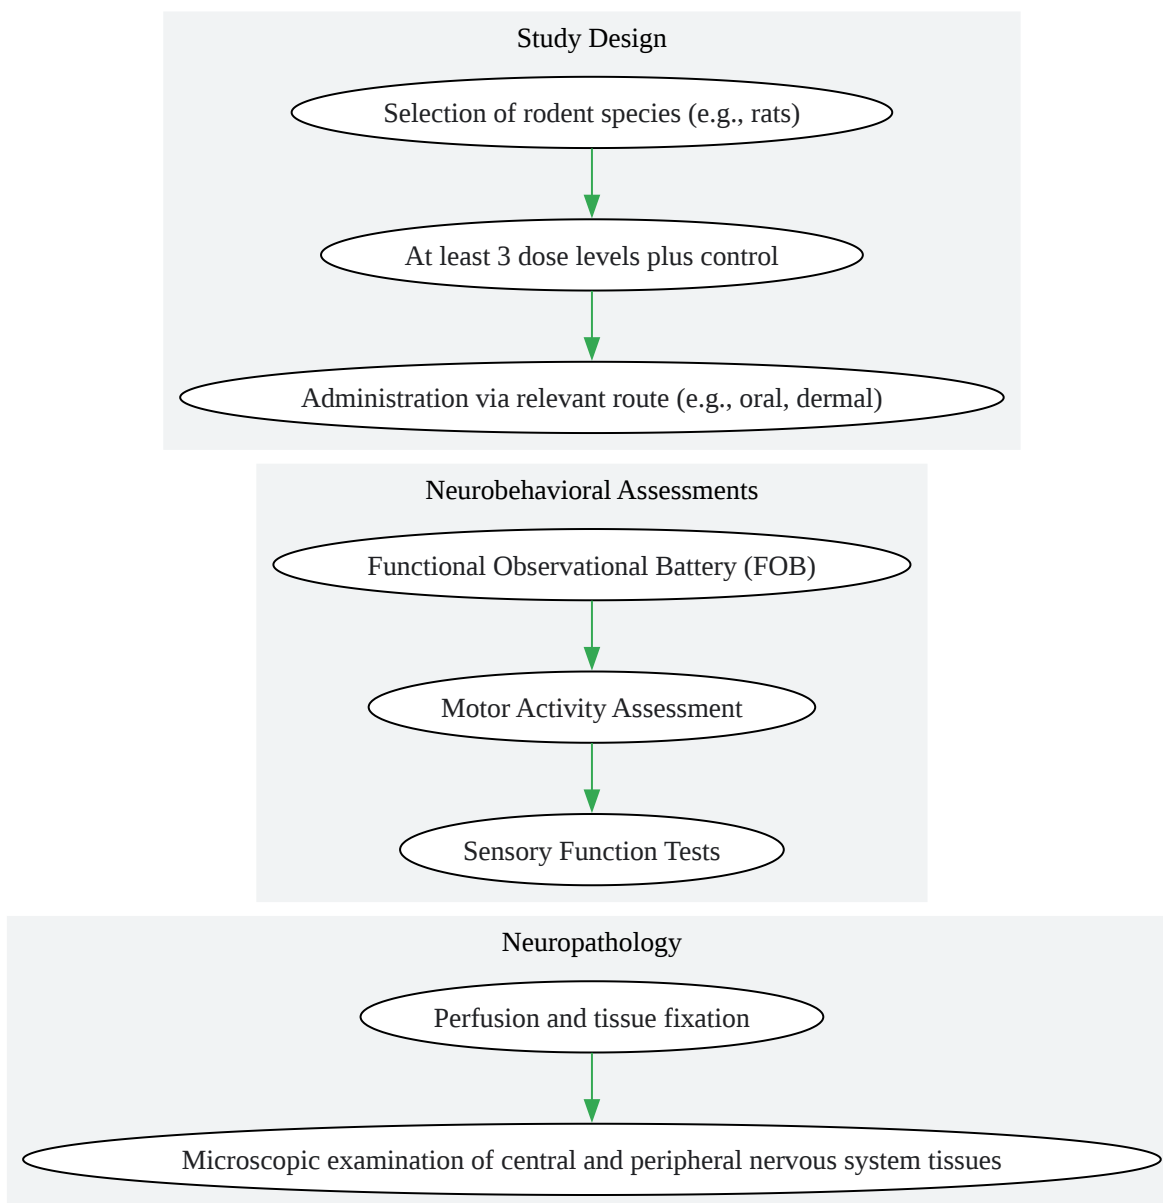 Study Design
Selection of rodent species (e.g., rats)
At least 3 dose levels plus control
Administration via relevant route (e.g., oral, dermal)
Neurobehavioral Assessments
Functional Observational Battery (FOB)
Motor Activity Assessment
Sensory Function Tests
Neuropathology
Perfusion and tissue fixation
Microscopic examination of central and peripheral nervous system tissues